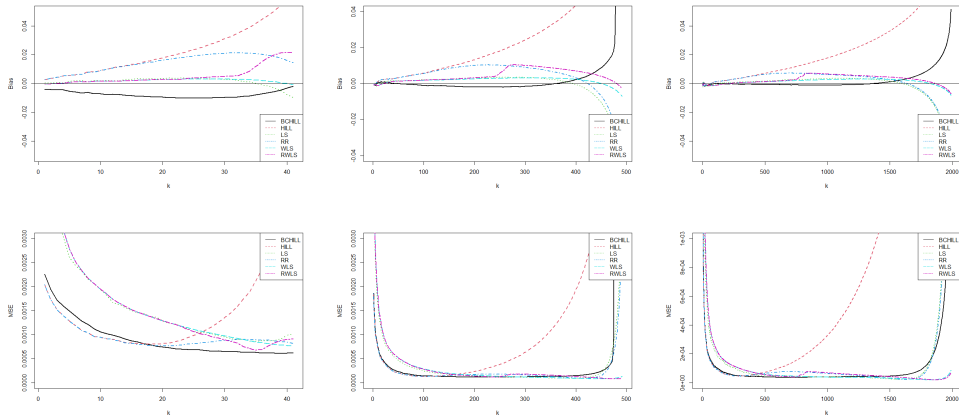 0.04
0.02
0.00
-0.02
-0.04
Bias
0
10
20
30
40
k
BCHILL
HILL
LS
RR
WLS
RWLS
0.04
0.02
0.00
-0.02
-0.04
Bias
0
100
200
300
400
500
k
BCHILL
HILL
LS
RR
WLS
RWLS
0.04
0.02
0.00
-0.02
-0.04
Bias
0
500
1000
1500
2000
k
BCHILL
HILL
LS
RR
WLS
RWLS
0.0030
0.0025
0.0020
0.0015
0.0010
0.0005
0.0000
MSE
0
10
20
30
40
k
BCHILL
HILL
LS
RR
WLS
RWLS
0.0030
0.0025
0.0020
0.0015
0.0010
0.0005
0.0000
MSE
0
100
200
300
400
500
k
BCHILL
HILL
LS
RR
WLS
RWLS
1e-03
8e-04
6e-04
4e-04
2e-04
0e+00
MSE
0
500
1000
1500
2000
k
BCHILL
HILL
LS
RR
WLS
RWLS